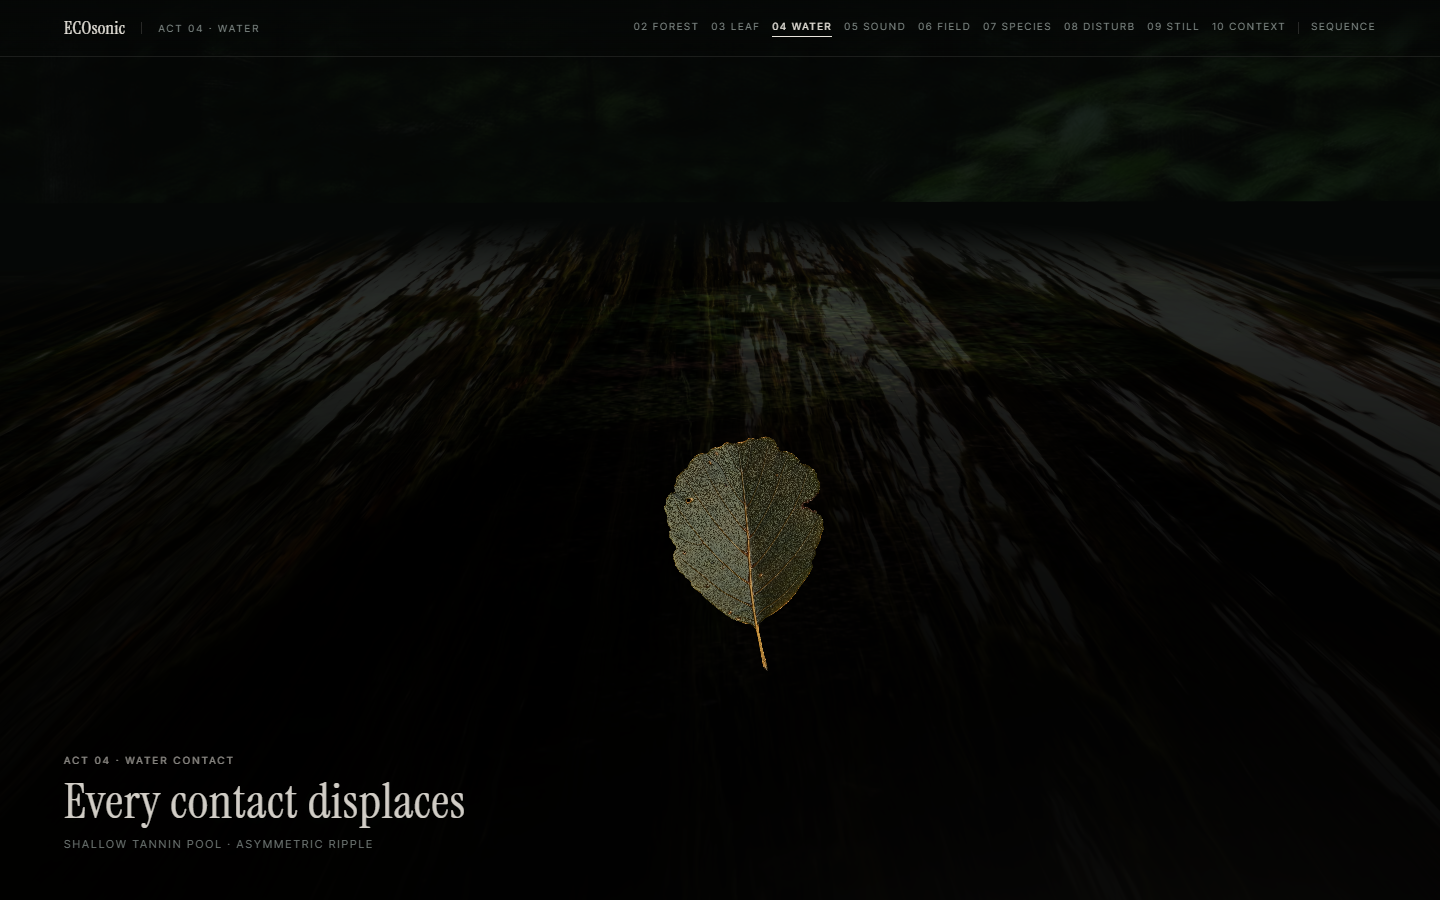 ECOsonic ACT 04 · WATER 02 FOREST 03 LEAF 04 WATER 05 SOUND 06 FIELD 07 SPECIES 08 DISTURB 09 STILL 10 CONTEXT SEQUENCE
ACT 04 · WATER CONTACT
Every contact displaces
SHALLOW TANNIN POOL · ASYMMETRIC RIPPLE